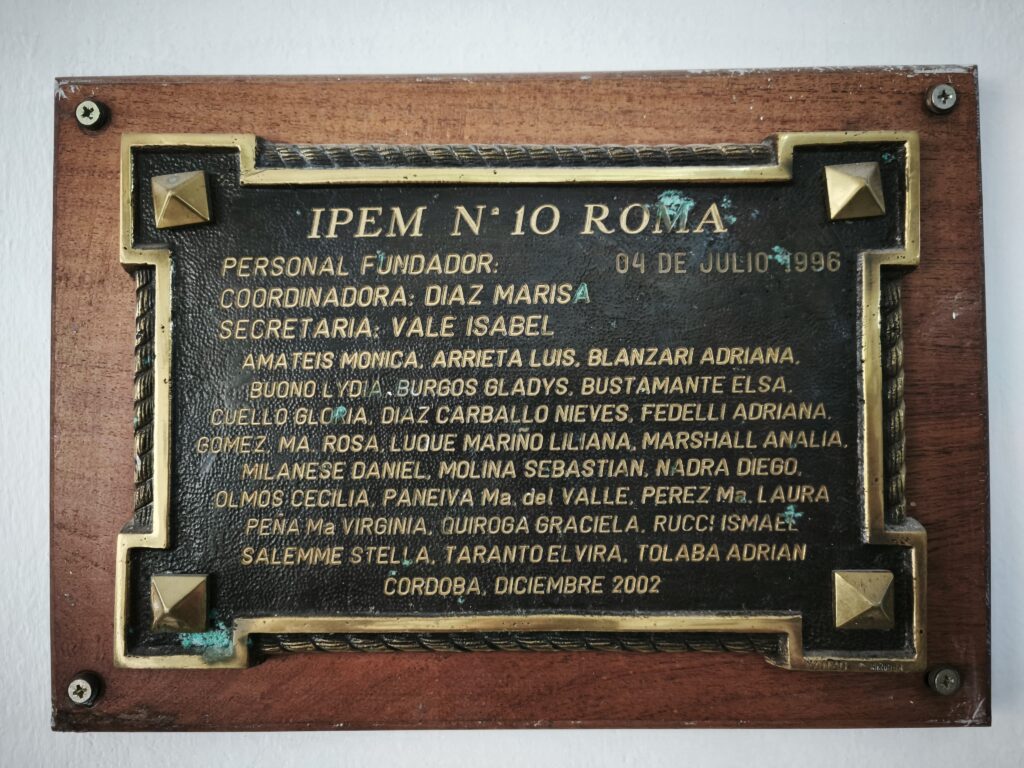 IPEM Nª 10 ROMA
PERSONAL FUNDADOR: 04 DE JULIO 1996
COORDINADORA: DIAZ MARISA
SECRETARIA: VALE ISABEL
AMATEIS MONICA, ARRIETA LUIS, BLANZARI ADRIANA,
BUONO LYDIA, BURGOS GLADYS, BUSTAMANTE ELSA,
CUELLO GLORIA, DIAZ CARBALLO NIEVES, FEDELLI ADRIANA,
GOMEZ, MA. ROSA, LUQUE MARIÑO LILIANA, MARSHALL ANALIA,
MILANESE DANIEL, MOLINA SEBASTIAN, NADRA DIEGO,
OLMOS CECILIA, PANEIVA Ma. del VALLE, PEREZ Ma. LAURA
PEÑA Ma VIRGINIA, QUIROGA GRACIELA, RUCCI ISMAEL
SALEMME STELLA, TARANTO ELVIRA, TOLABA ADRIAN
CORDOBA, DICIEMBRE 2002